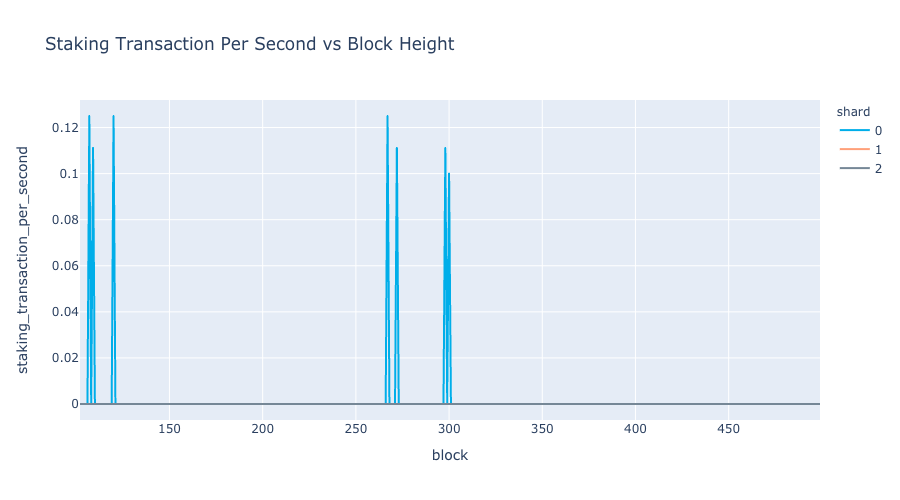 Staking Transaction Per Second vs Block Height
shard
0
1
2
0.12
0.1
0.08
0.06
0.04
0.02
0
staking_transaction_per_second
150 200 250 300 350 400 450
block